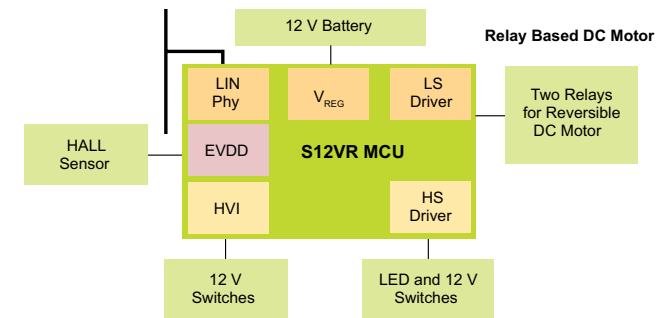 12 V Battery
Relay Based DC Motor
LIN
Phy
V REG
LS
Driver
Two Relays
for Reversible
DC Motor
HALL
Sensor
EVDD
S12VR MCU
HVI
HS
Driver
12 V
Switches
LED and 12 V
Switches